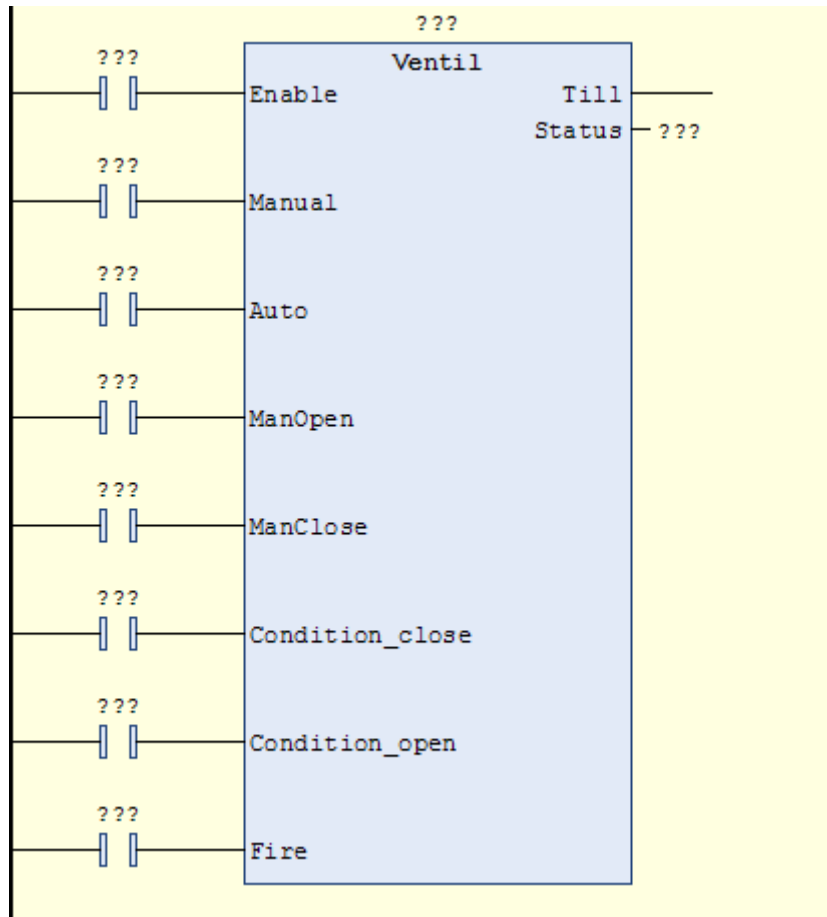 ???
???
Ventil
Enable
Till
Status
???
???
Manual
???
Auto
???
ManOpen
???
ManClose
???
Condition_close
???
Condition_open
???
Fire